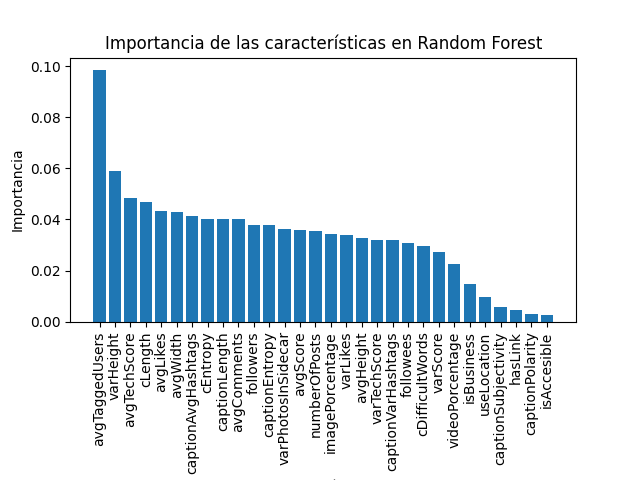 Importancia de las características en Random Forest
Importancia
0.10
0.08
0.06
0.04
0.02
0.00
avgTaggedUsers
varHeight
avgTechScore
cLength
avgLikes
avgWidth
captionAvgHashtags
cEntropy
captionLength
avgComments
followers
captionEntropy
varPhotosInSidecar
avgScore
numberOfPosts
imagePorcentage
varLikes
avgHeight
varTechScore
captionVarHashtags
followees
cDifficultWords
varScore
videoPorcentage
isBusiness
useLocation
captionSubjectivity
hasLink
captionPolarity
isAccesible